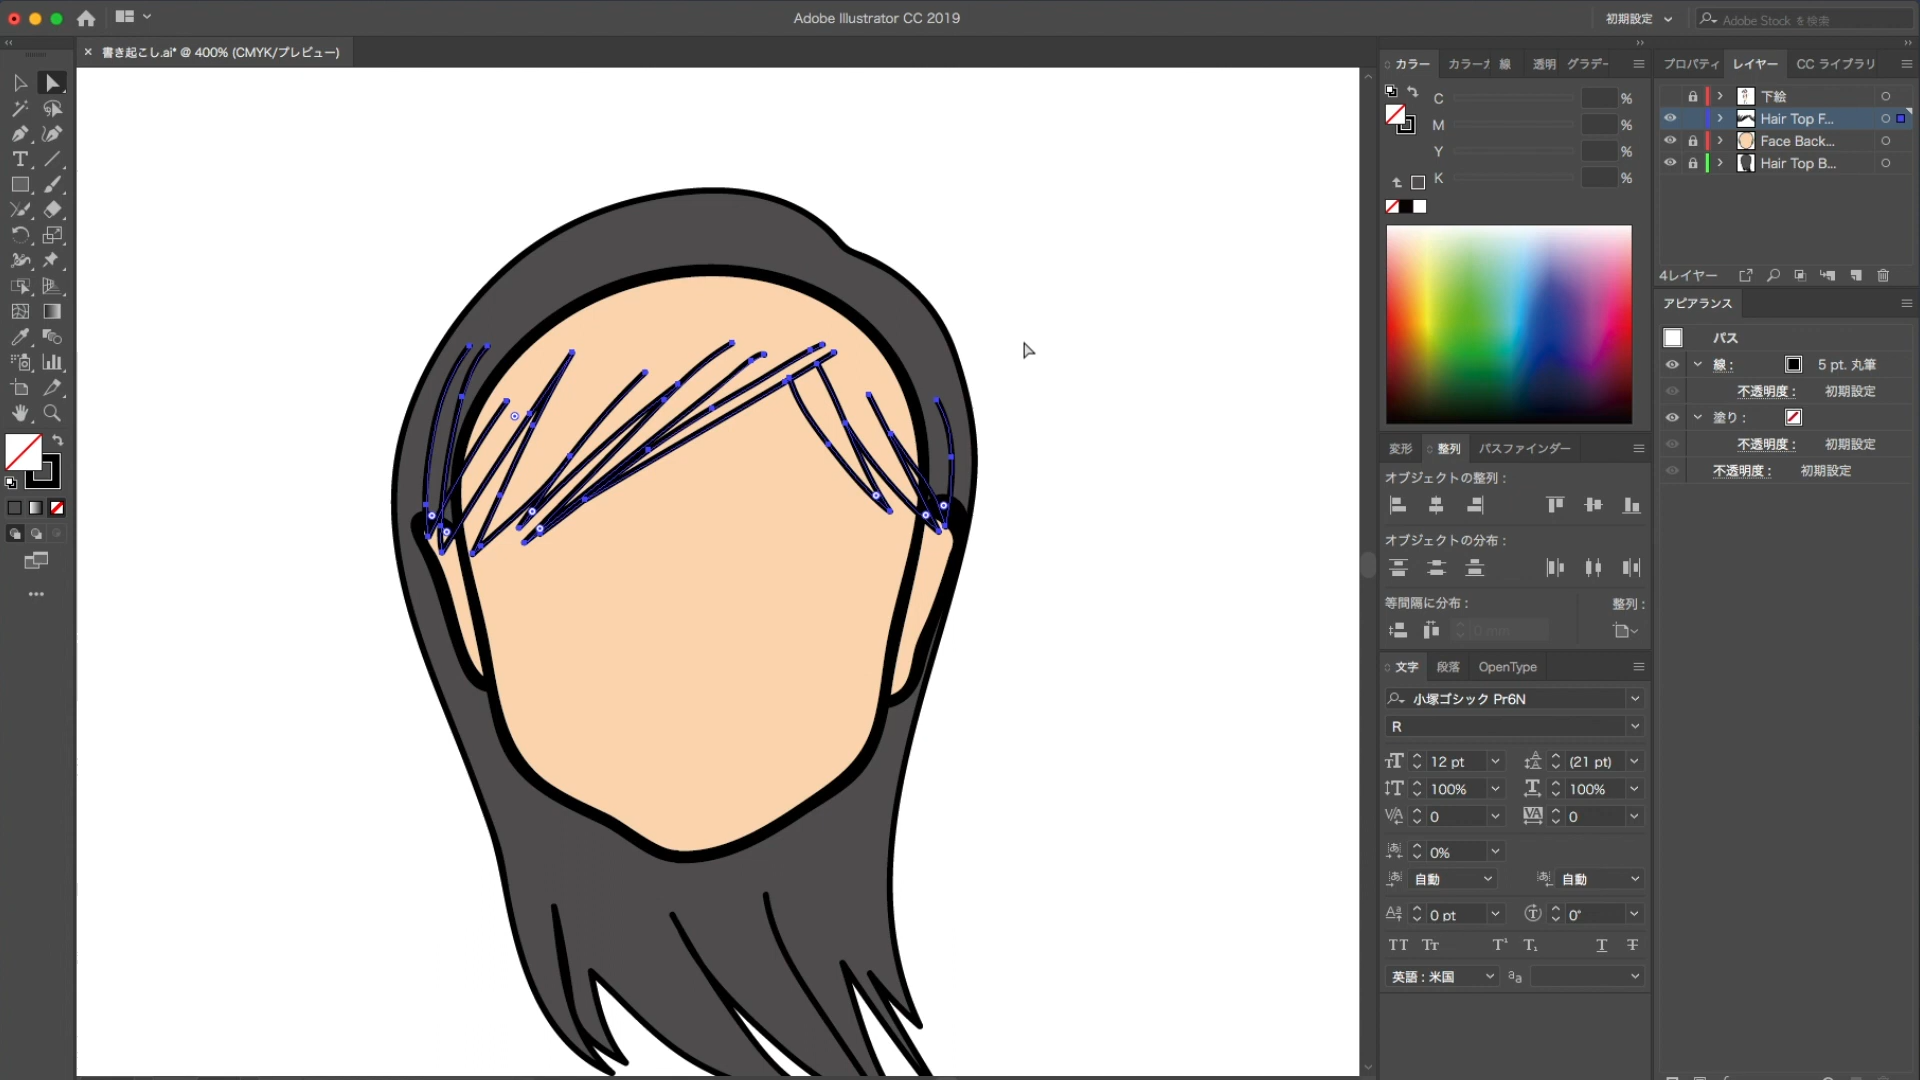 Adobe Illustrator CC 2019
初期設定
Adobe Stock を検索
書き起こし.ai* @ 400% (CMYK/プレビュー)
カラー
カラーガ
線
透明
グラデー
C %
M %
Y %
K %
変形
整列
パスファインダー
オブジェクトの整列 :
オブジェクトの分布 :
等間隔に分布 :
整列 :
0 mm
文字
段落
OpenType
小塚ゴシック Pr6N
R
12 pt
(21 pt)
100%
100%
0
0
0%
自動
自動
0 pt
0°
英語 : 米国
プロパティ
レイヤー
CC ライブラリ
下絵
Hair Top F...
Face Back...
Hair Top B...
4レイヤー
アピアランス
パス
線 :
5 pt. 丸筆
不透明度 :
初期設定
塗り :
不透明度 :
初期設定
不透明度 :
初期設定